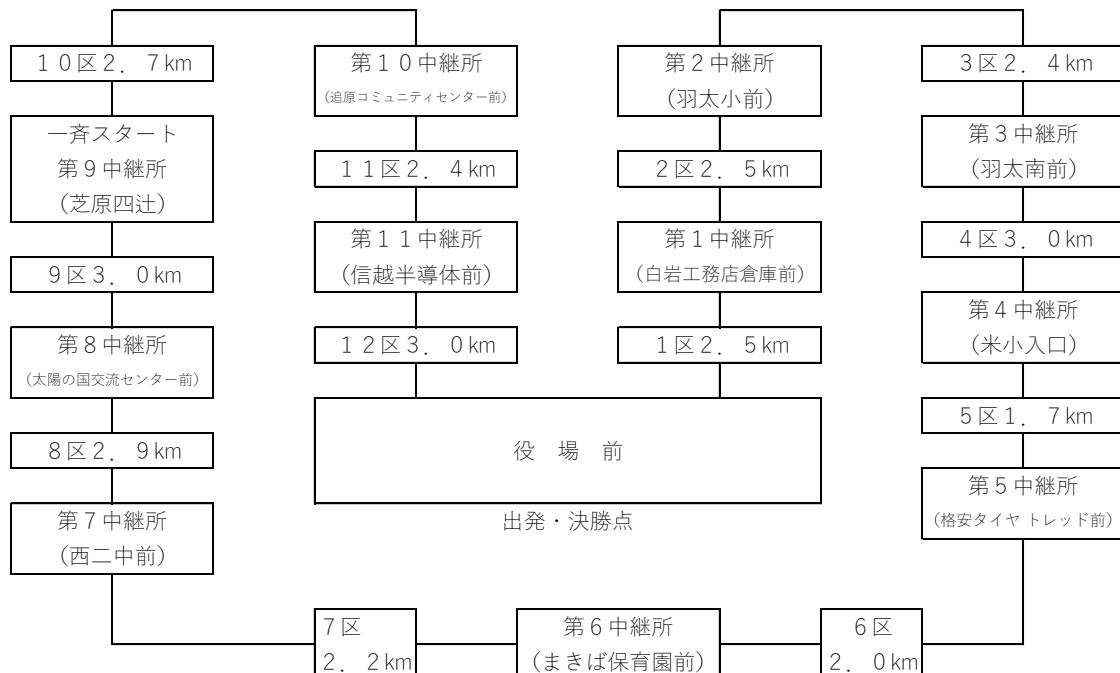 10区2.7km
第10中継所
(追原コミュニティセンター前)
第2中継所
(羽太小前)
3区2.4km
一斉スタート
第9中継所
(芝原四辻)
11区2.4km
2区2.5km
第3中継所
(羽太南前)
9区3.0km
第11中継所
(信越半導体前)
第1中継所
(白岩工務店倉庫前)
4区3.0km
第8中継所
(太陽の国交流センター前)
12区3.0km
1区2.5km
第4中継所
(米小入口)
8区2.9km
役 場 前
5区1.7km
第7中継所
(西二中前)
出発・決勝点
第5中継所
(格安タイヤ トレッド前)
7区
2.2km
第6中継所
(まきば保育園前)
6区
2.0km